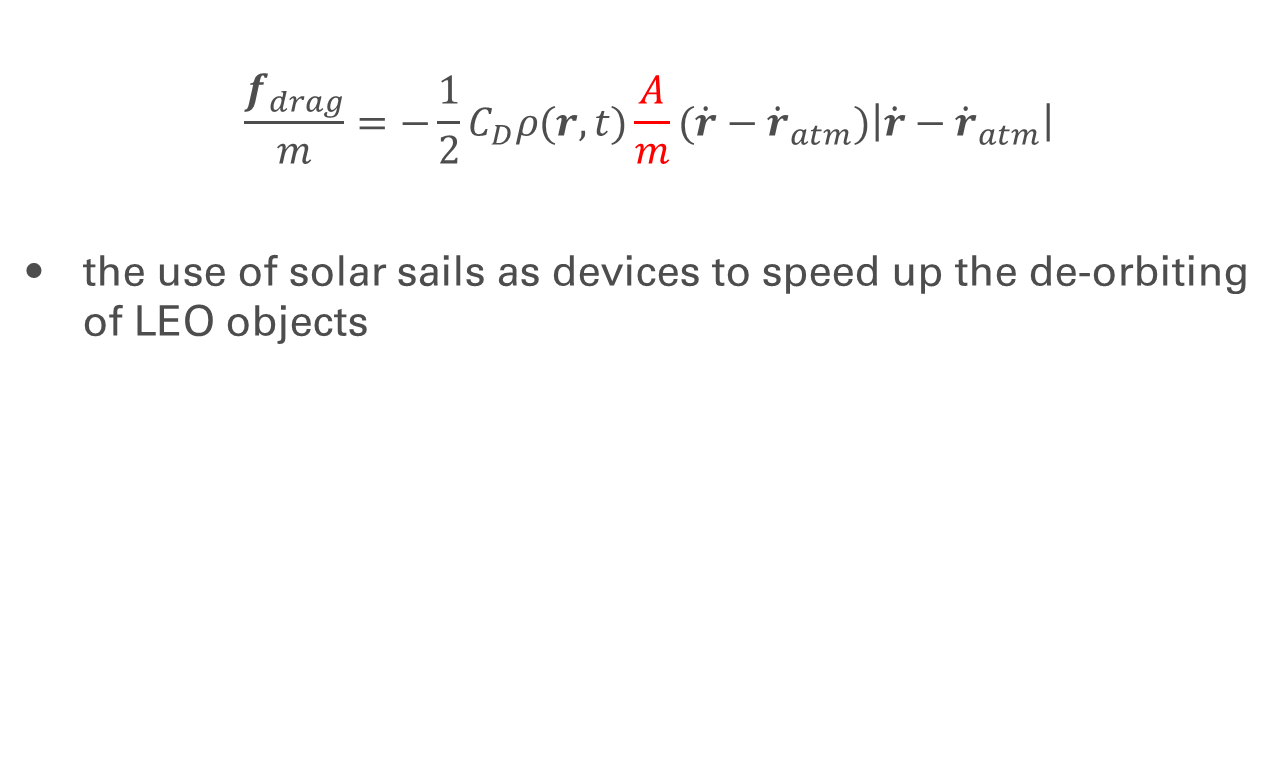 𝒇_drag/m = −1/2 C_D ρ(𝒓, t) A/m (𝒓̇ − 𝒓̇_atm)|𝒓̇ − 𝒓̇_atm|
• the use of solar sails as devices to speed up the de-orbiting
of LEO objects